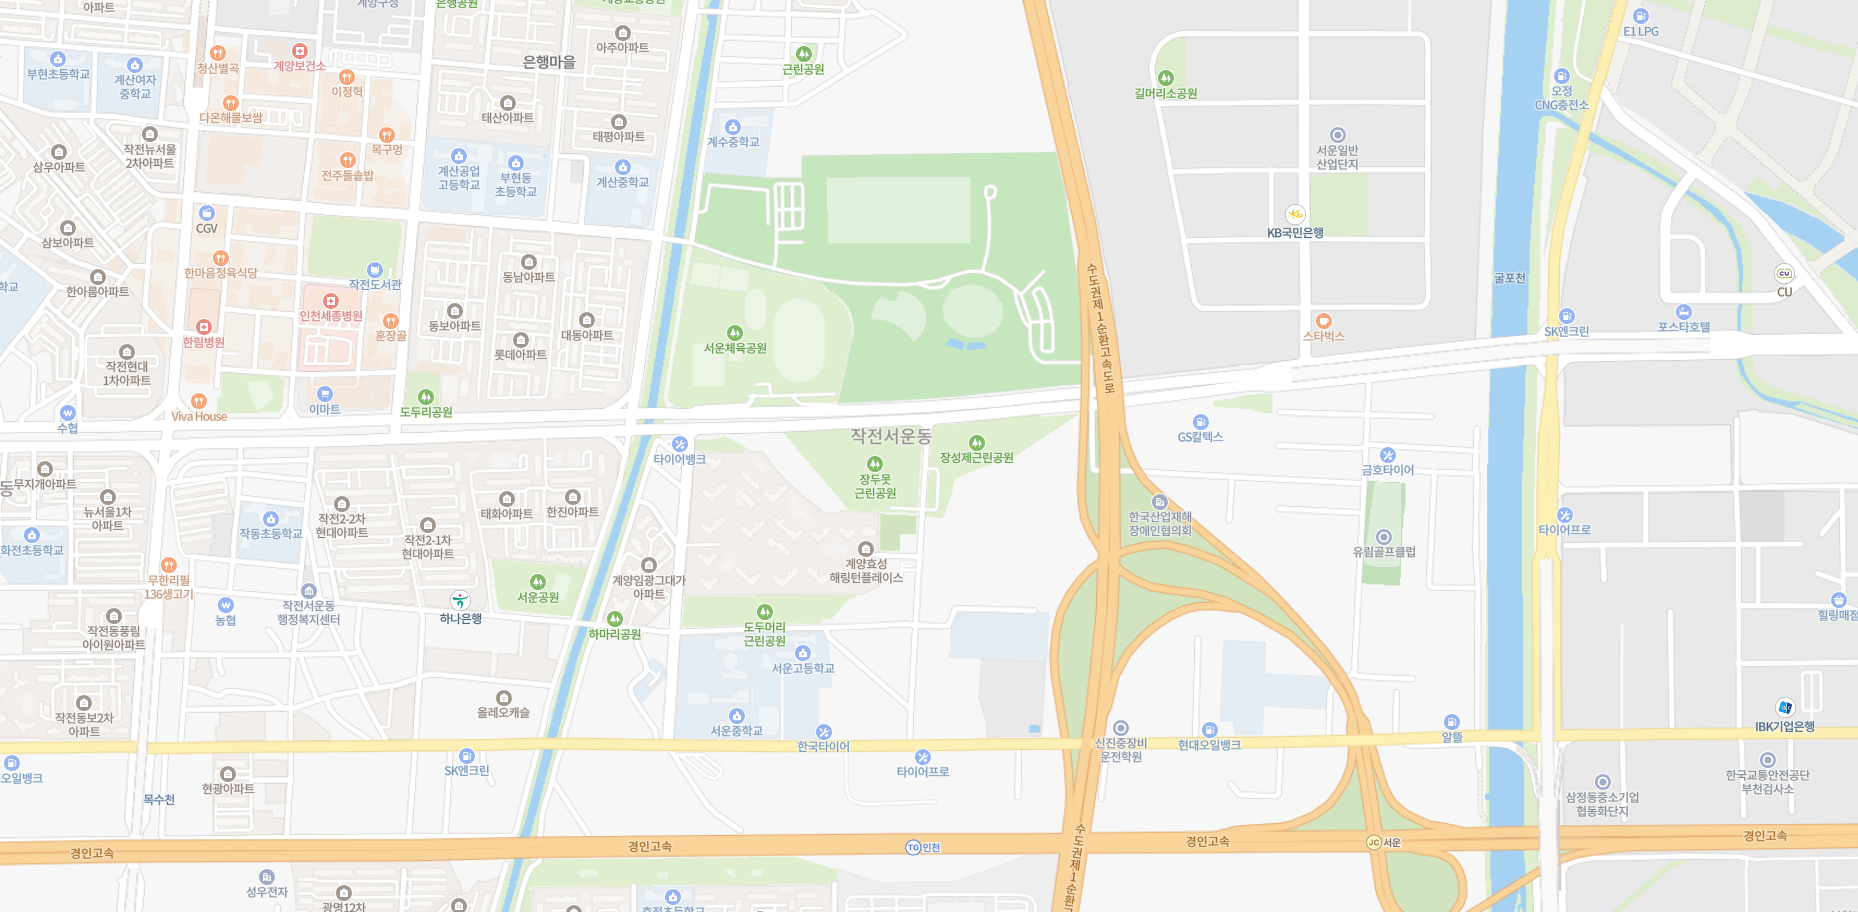 아파트
계양구청
은행공원
계양교통공원
아주아파트
은행마을
근린공원
E1 LPG
부현초등학교
계산여자
중학교
청산별곡
계양보건소
이정혁
길머리소공원
오정
CNG충전소
다온해물보쌈
태산아파트
태평아파트
계수중학교
작전뉴서울
2차아파트
목구멍
서운일반
산업단지
삼우아파트
전주돌솥밥
계산공업
고등학교
부현동
초등학교
계산중학교
CGV
KB국민은행
삼보아파트
한마음정육식당
작전도서관
동남아파트
굴포천
CU
학교
한아름아파트
인천세종병원
훈장골
동보아파트
대동아파트
한림병원
롯데아파트
서운체육공원
수도권제1순환고속도로
스타벅스
SK엔크린
포스타호텔
작전현대
1차아파트
Viva House
이마트
도두리공원
수협
작전서운동
GS칼텍스
타이어뱅크
장성제근린공원
금호타이어
동
무지개아파트
장두못
근린공원
뉴서울1차
아파트
작전2-2차
현대아파트
태화아파트
한진아파트
한국산업재해
장애인협의회
타이어프로
화전초등학교
작동초등학교
작전2-1차
현대아파트
유림골프클럽
무한리필
136생고기
계양임광그대가
아파트
계양효성
해링턴플레이스
서운공원
작전서운동
행정복지센터
농협
하나은행
하마리공원
도두머리
근린공원
힐링매점
작전동풍림
아이원아파트
서운고등학교
작전동보2차
아파트
올레오캐슬
서운중학교
한국타이어
신진중장비
운전학원
현대오일뱅크
알뜰
IBK기업은행
오일뱅크
SK엔크린
타이어프로
현광아파트
목수천
삼정동중소기업
협동화단지
한국교통안전공단
부천검사소
경인고속
경인고속
TG 인천
경인고속
JC 서운
경인고속
수도권제1순환고
성우전자
광명12차
효전초등학교